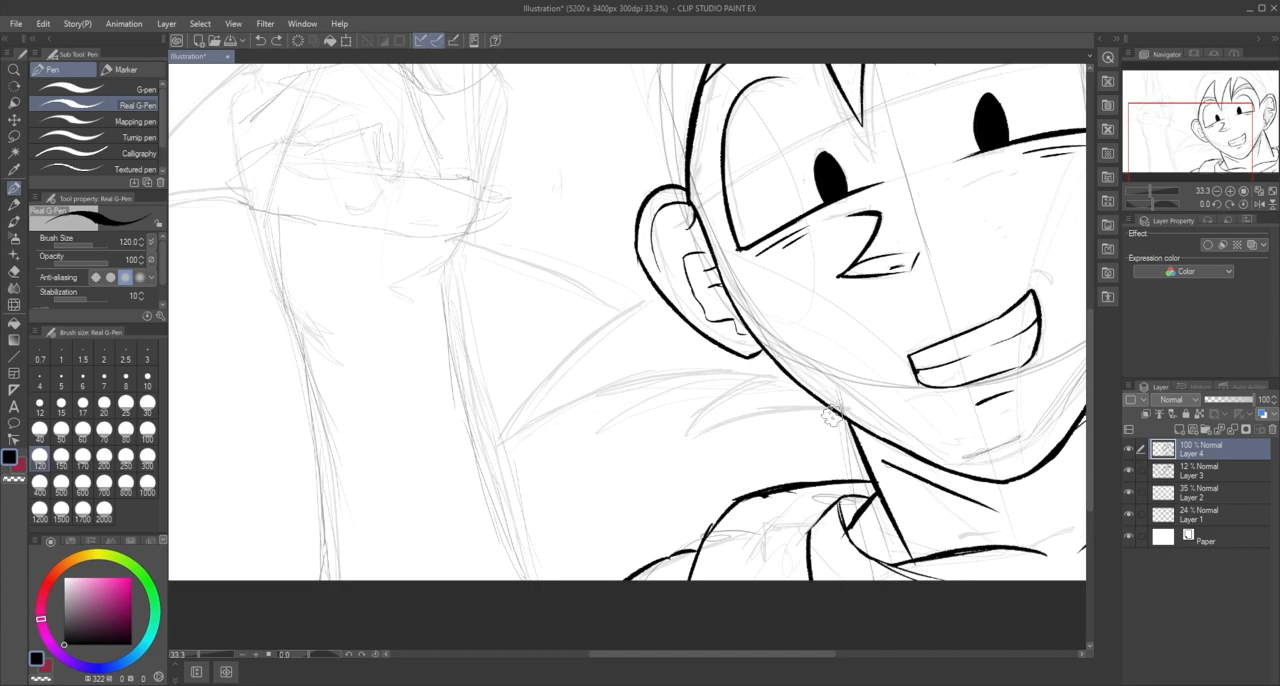 Illustration* (5200 x 3400px 300dpi 33.3%) - CLIP STUDIO PAINT EX
File Edit Story(P) Animation Layer Select View Filter Window Help
Sub Tool: Pen
Pen Marker
G-pen
Real G-Pen
Mapping pen
Turnip pen
Calligraphy
Textured pen
Tool property: Real G-Pen
Real G-Pen
Brush Size 120.0
Opacity 100
Anti-aliasing
Stabilization 10
Brush size: Real G-Pen
0.7 1 1.5 2 2.5 3
4 5 6 7 8 10
12 15 17 20 25 30
40 50 60 70 80 100
120 150 170 200 250 300
400 500 600 700 800 1000
1200 1500 1700 2000
322 0 0
Illustration*
33.3 0.0
Navigator
33.3
0.0
Layer Property
Effect
Expression color
Color
Layer History Auto Action
Normal 100
100 % Normal
Layer 4
12 % Normal
Layer 3
35 % Normal
Layer 2
24 % Normal
Layer 1
Paper